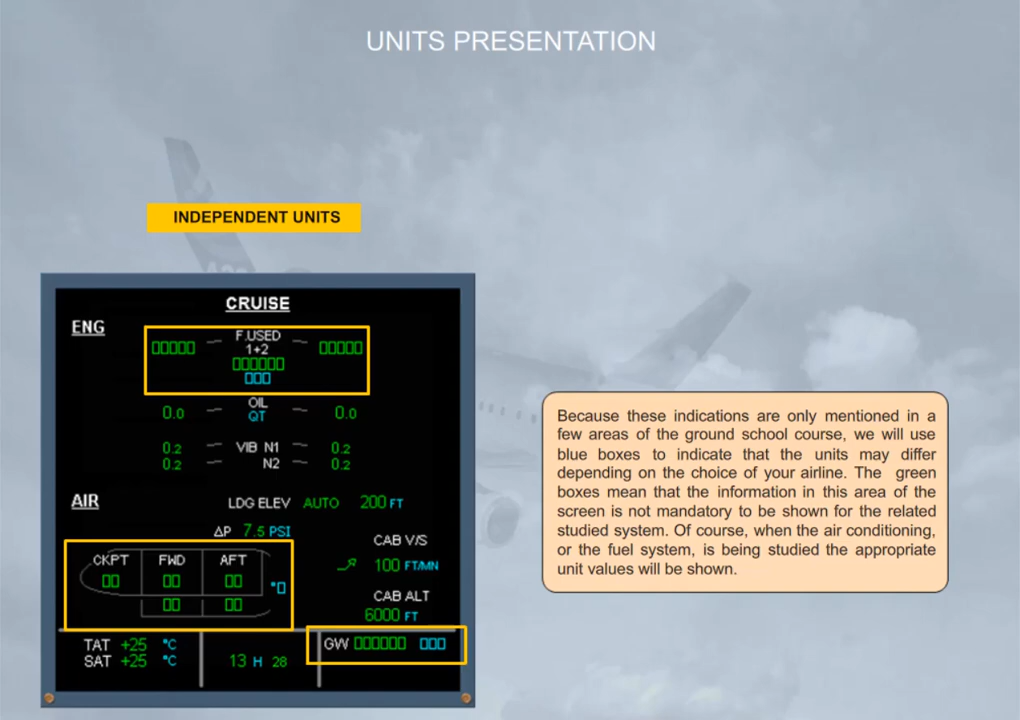 UNITS PRESENTATION
INDEPENDENT UNITS
CRUISE
ENG
F.USED
1+2
OIL
0.0 QT 0.0
0.2 VIB N1 0.2
0.2 N2 0.2
AIR
LDG ELEV AUTO 200 FT
ΔP 7.5 PSI
CAB V/S
100 FT/MN
CKPT FWD AFT
°
CAB ALT
6000 FT
GW
TAT +25 °C
SAT +25 °C
13 H 28
Because these indications are only mentioned in a
few areas of the ground school course, we will use
blue boxes to indicate that the units may differ
depending on the choice of your airline. The green
boxes mean that the information in this area of the
screen is not mandatory to be shown for the related
studied system. Of course, when the air conditioning,
or the fuel system, is being studied the appropriate
unit values will be shown.